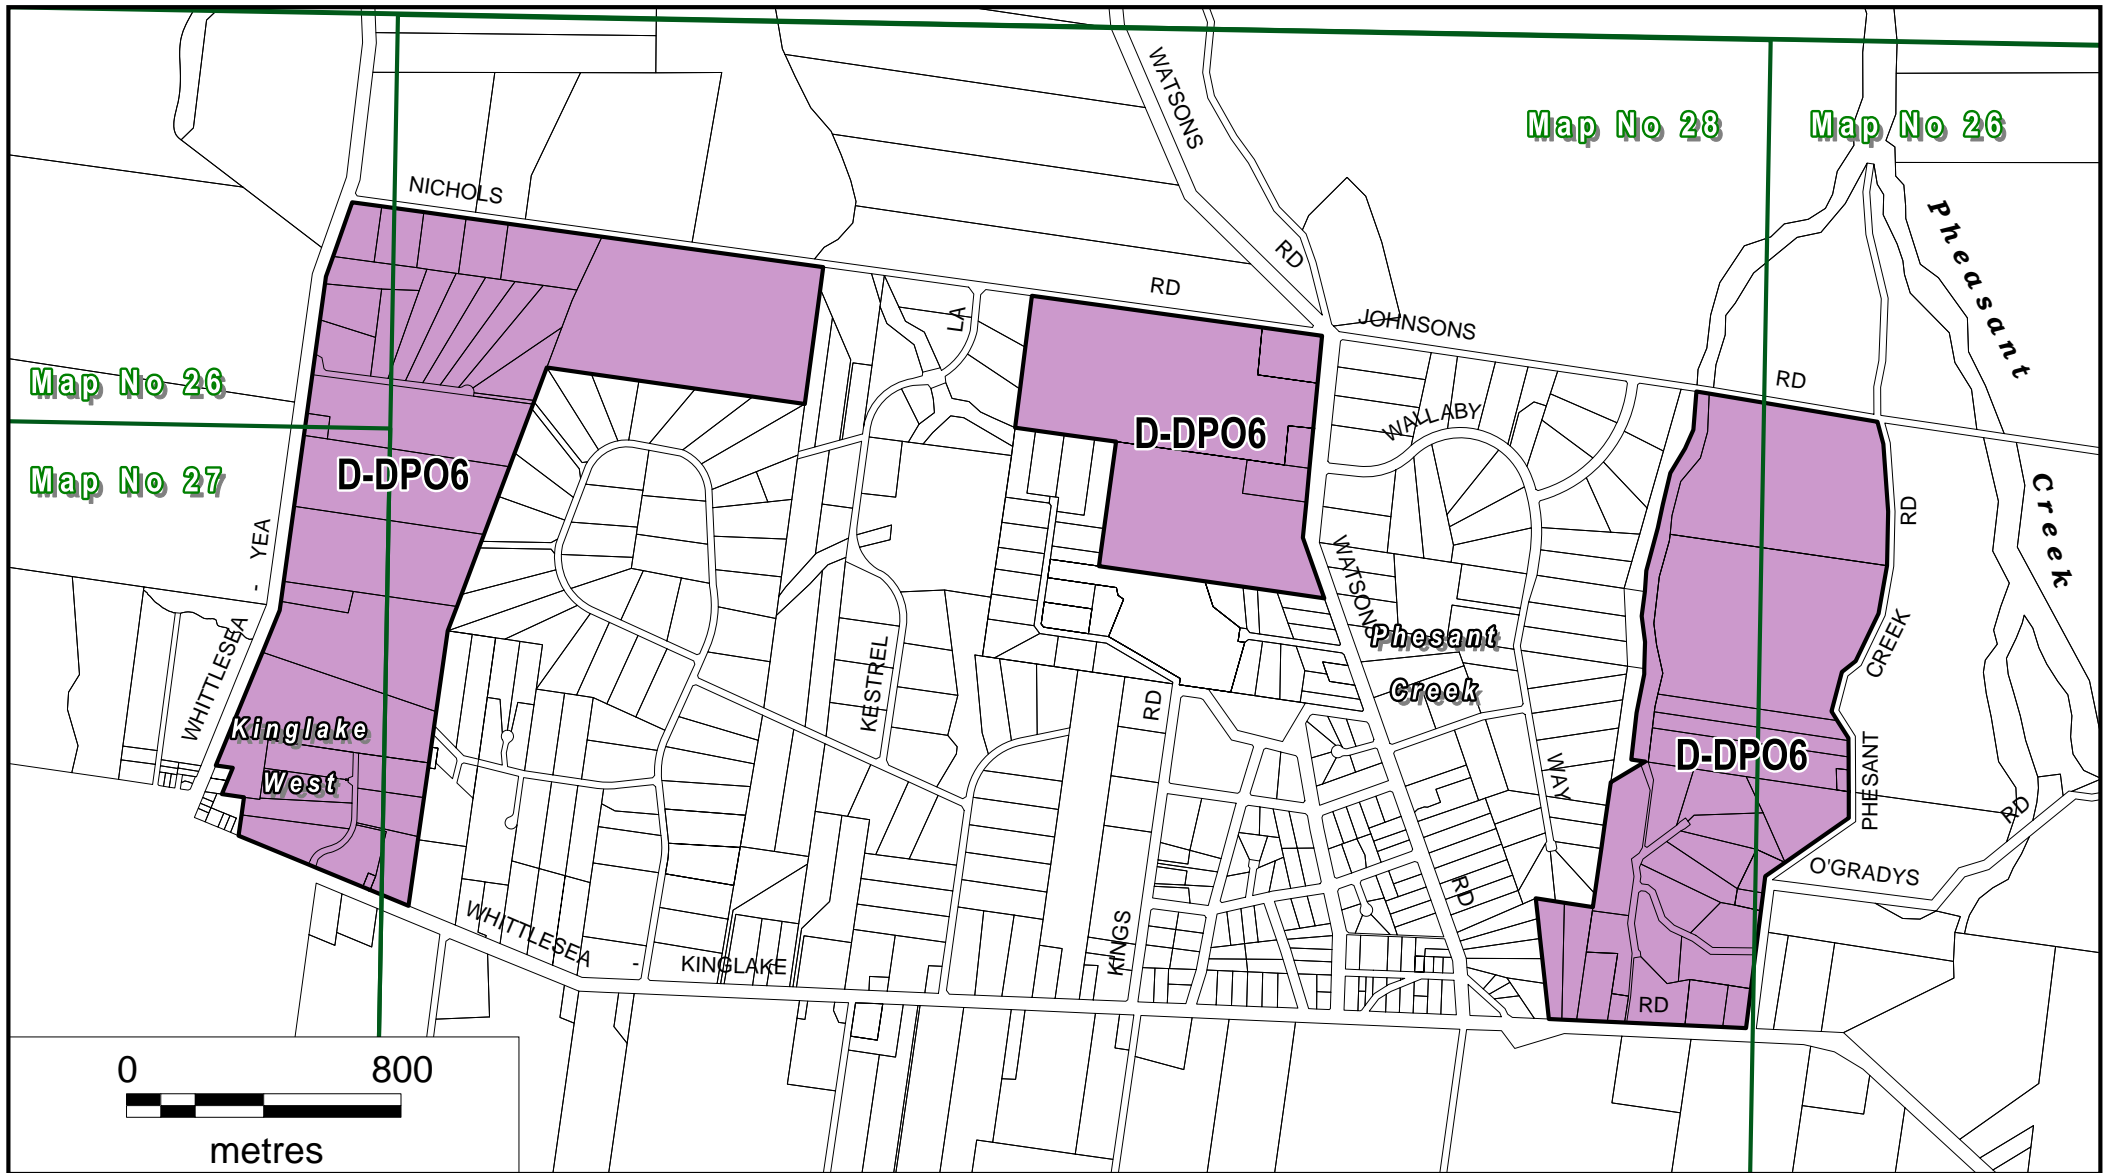 WATSONS
RD
Map No 28
Map No 26
NICHOLS
RD
LA
JOHNSONS
RD
Pheasant
Creek
Map No 26
Map No 27
D-DPO6
D-DPO6
WALLABY
WAY
YEA
-
WHITTLESEA
RD
CREEK
PHESANT
WATSONS
RD
Phesant
Creek
KESTREL
RD
KINGS
Kinglake
West
D-DPO6
RD
O'GRADYS
WHITTLESEA
-
KINGLAKE
RD
0
800
metres